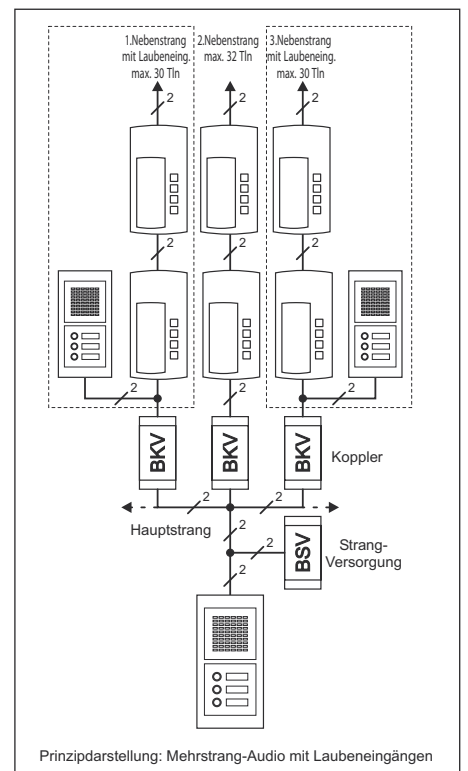 1.Nebenstrang
mit Laubeneing.
max. 30 Tln
2.Nebenstrang
max. 32 Tln
3.Nebenstrang
mit Laubeneing.
max. 30 Tln
2
2
2
2
2
2
2
2
BKV
BKV
BKV
Koppler
2
2
Hauptstrang
2
2
BSV
Strang-
Versorgung
2
Prinzipdarstellung: Mehrstrang-Audio mit Laubeneingängen